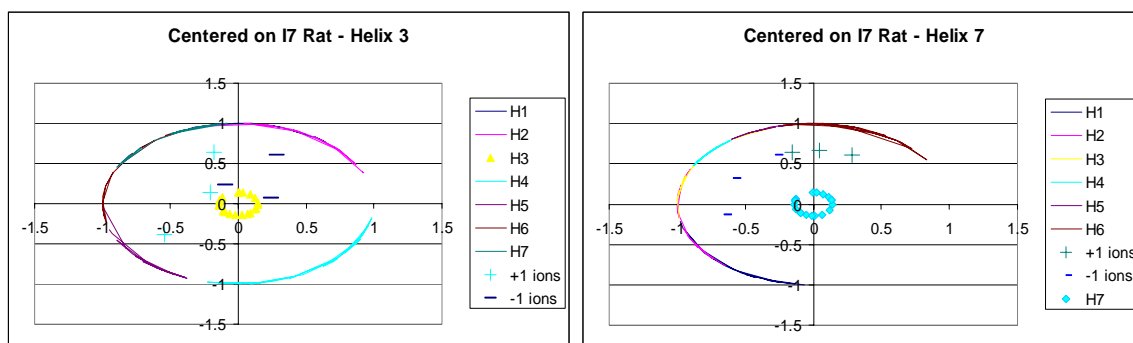 Centered on I7 Rat - Helix 3
1.5
1
0.5
0
-0.5
-1
-1.5
-1.5 -1 -0.5 0 0.5 1 1.5
H1
H2
H3
H4
H5
H6
H7
+1 ions
-1 ions
Centered on I7 Rat - Helix 7
1.5
1
0.5
0
-0.5
-1
-1.5
-1.5 -1 -0.5 0 0.5 1 1.5
H1
H2
H3
H4
H5
H6
+1 ions
-1 ions
H7